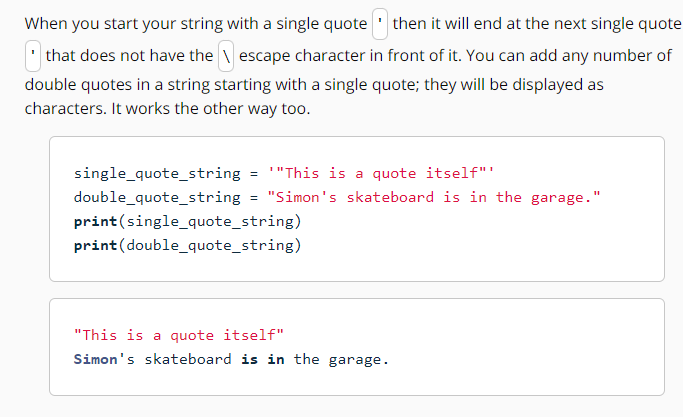 When you start your string with a single quote ' then it will end at the next single quote
' that does not have the \ escape character in front of it. You can add any number of
double quotes in a string starting with a single quote; they will be displayed as
characters. It works the other way too.
single_quote_string = '"This is a quote itself"'
double_quote_string = "Simon's skateboard is in the garage."
print(single_quote_string)
print(double_quote_string)
"This is a quote itself"
Simon's skateboard is in the garage.